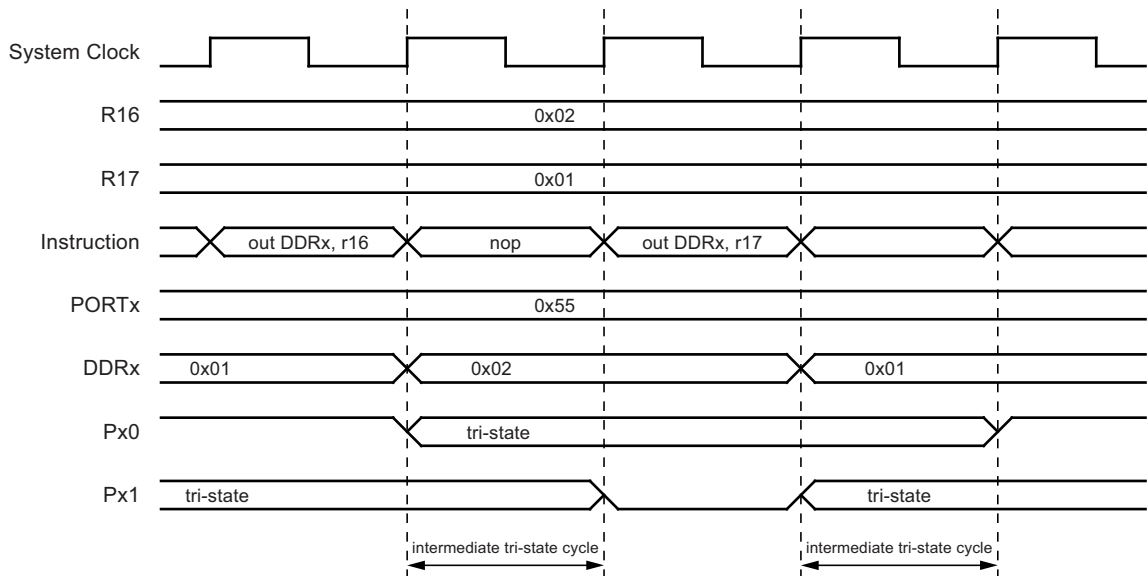 System Clock
R16
0x02
R17
0x01
Instruction
out DDRx, r16
nop
out DDRx, r17
PORTx
0x55
DDRx
0x01
0x02
0x01
Px0
tri-state
Px1
tri-state
tri-state
intermediate tri-state cycle
intermediate tri-state cycle